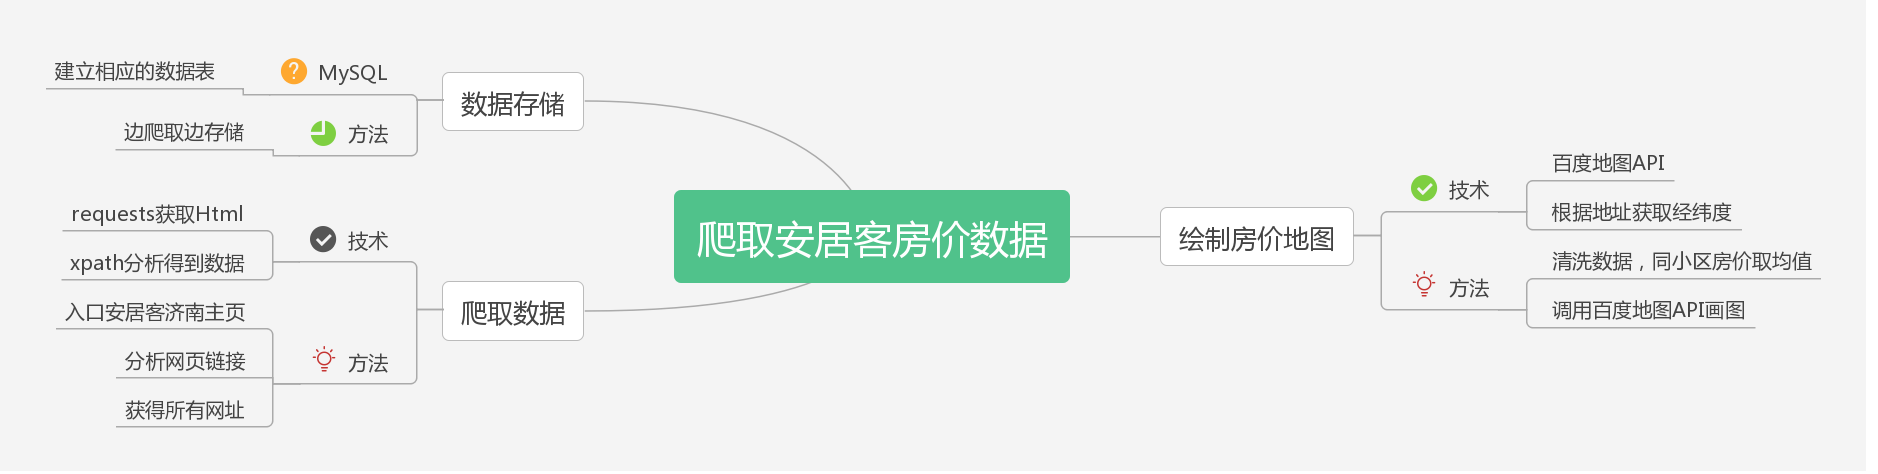 爬取安居客房价数据
数据存储
MySQL
建立相应的数据表
方法
边爬取边存储
爬取数据
技术
requests获取Html
xpath分析得到数据
方法
入口安居客济南主页
分析网页链接
获得所有网址
绘制房价地图
技术
百度地图API
根据地址获取经纬度
方法
清洗数据，同小区房价取均值
调用百度地图API画图